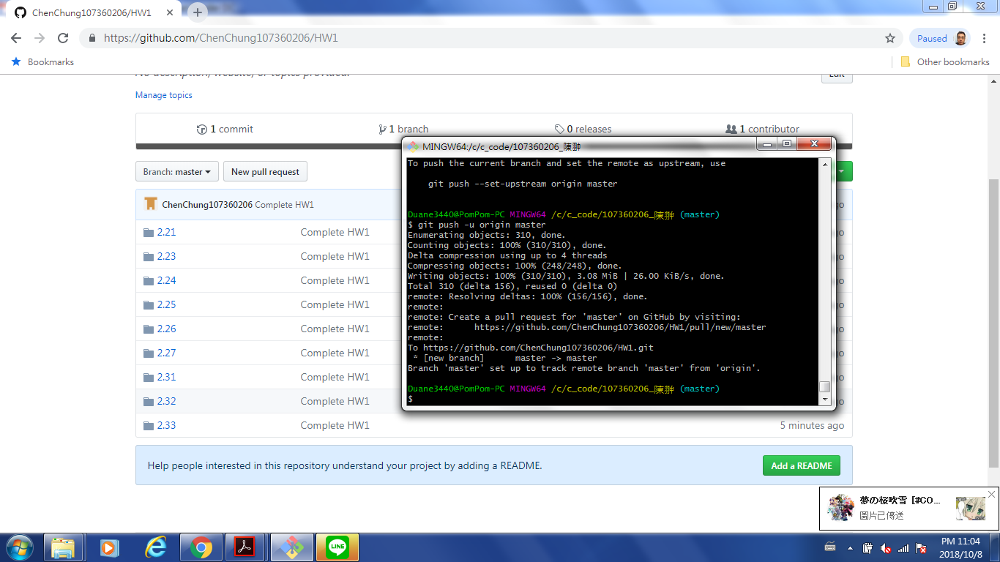 ChenChung107360206/HW1
https://github.com/ChenChung107360206/HW1
Paused
Bookmarks
Other bookmarks
No description, website, or topics provided.
Edit
Manage topics
1 commit
1 branch
0 releases
1 contributor
Branch: master
New pull request
ChenChung107360206 Complete HW1
go
2.21 Complete HW1 go
2.23 Complete HW1 go
2.24 Complete HW1 go
2.25 Complete HW1 go
2.26 Complete HW1 go
2.27 Complete HW1 go
2.31 Complete HW1 go
2.32 Complete HW1 go
2.33 Complete HW1 5 minutes ago
Help people interested in this repository understand your project by adding a README.
Add a README
MINGW64:/c/c_code/107360206_陳翀
To push the current branch and set the remote as upstream, use
git push --set-upstream origin master
Duane3440@PomPom-PC MINGW64 /c/c_code/107360206_陳翀 (master)
$ git push -u origin master
Enumerating objects: 310, done.
Counting objects: 100% (310/310), done.
Delta compression using up to 4 threads
Compressing objects: 100% (248/248), done.
Writing objects: 100% (310/310), 3.08 MiB | 26.00 KiB/s, done.
Total 310 (delta 156), reused 0 (delta 0)
remote: Resolving deltas: 100% (156/156), done.
remote:
remote: Create a pull request for 'master' on GitHub by visiting:
remote: https://github.com/ChenChung107360206/HW1/pull/new/master
remote:
To https://github.com/ChenChung107360206/HW1.git
* [new branch] master -> master
Branch 'master' set up to track remote branch 'master' from 'origin'.
Duane3440@PomPom-PC MINGW64 /c/c_code/107360206_陳翀 (master)
$
夢の桜吹雪 [#CO...
圖片已傳送
LINE
PM 11:04
2018/10/8